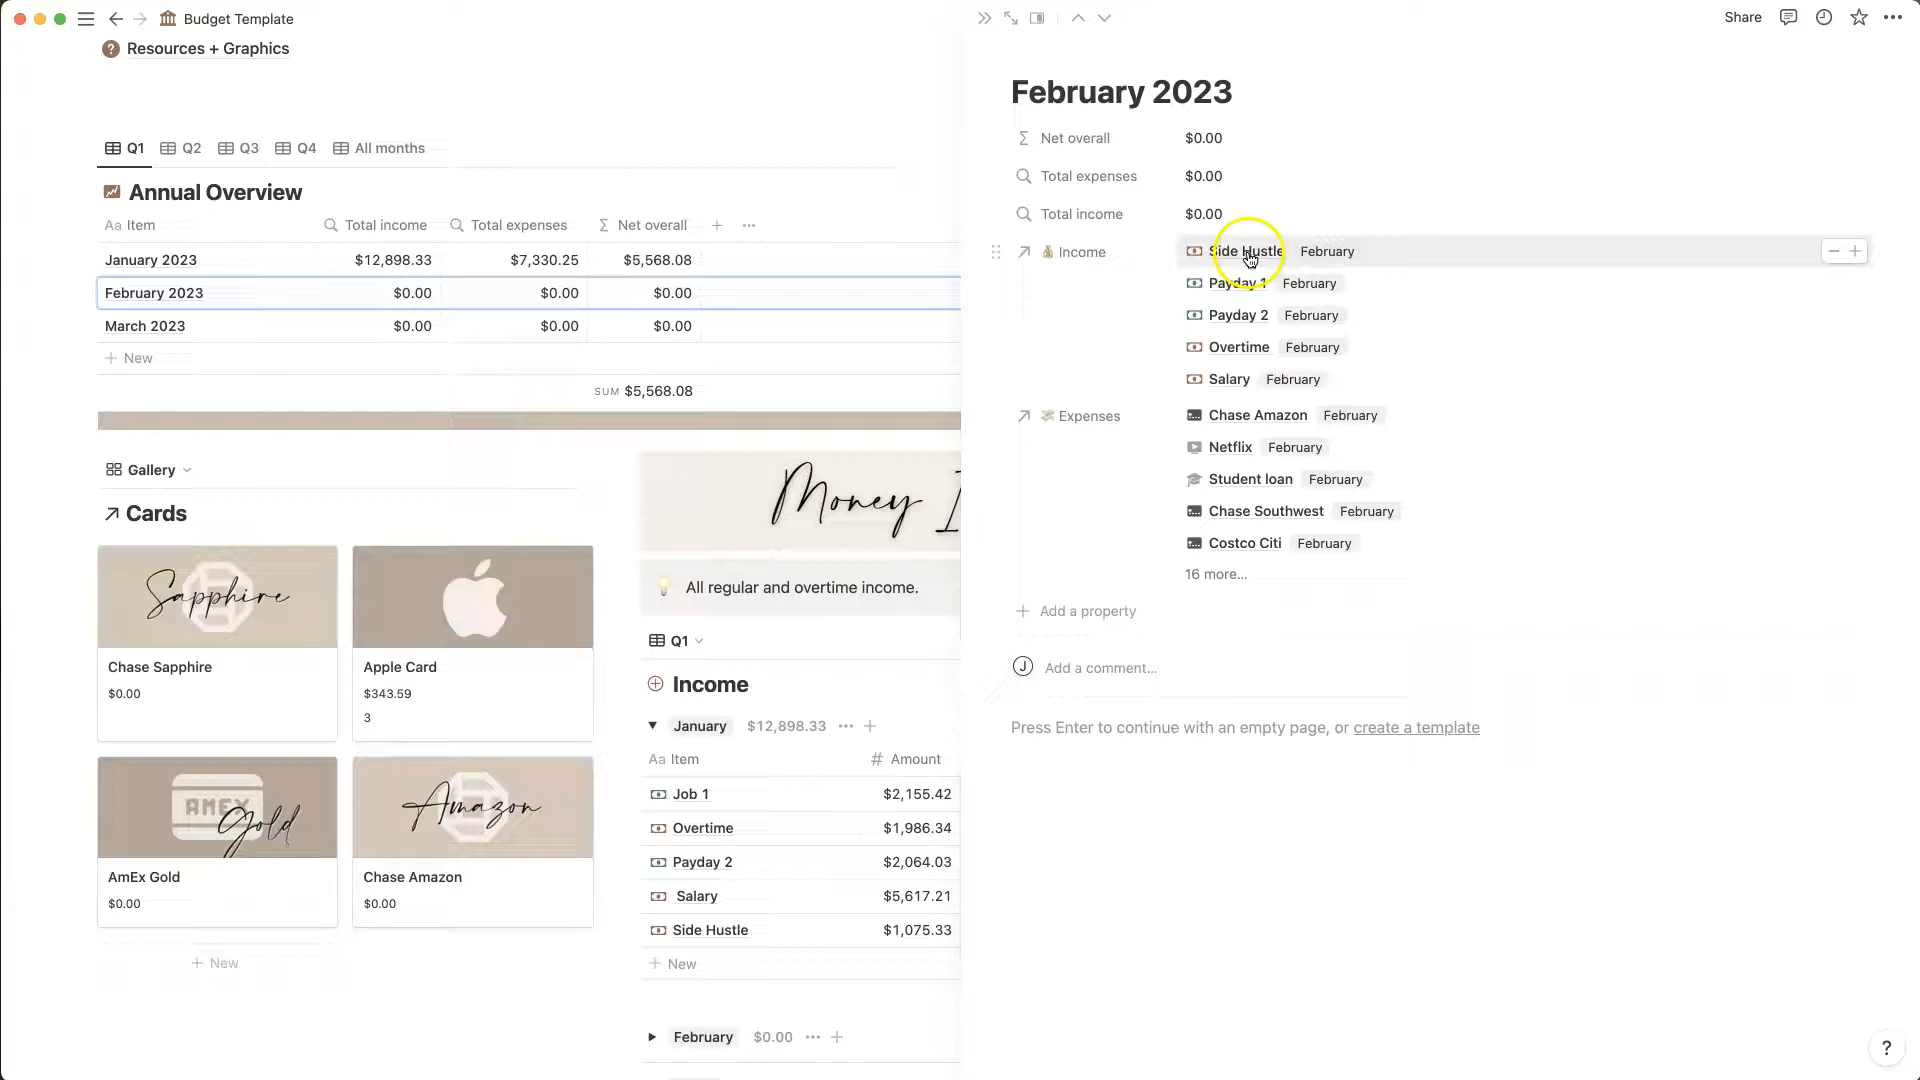 Budget Template
Resources + Graphics
Q1 Q2 Q3 Q4 All months
Annual Overview
Aa Item Total income Total expenses Σ Net overall + ...
January 2023 $12,898.33 $7,330.25 $5,568.08
February 2023 $0.00 $0.00 $0.00
March 2023 $0.00 $0.00 $0.00
+ New
SUM $5,568.08
Gallery
Cards
Sapphire
Chase Sapphire
$0.00
Apple Card
$343.59
3
AMEX
Gold
AmEx Gold
$0.00
Amazon
Chase Amazon
$0.00
+ New
Money I
All regular and overtime income.
Q1
Income
January $12,898.33 ... +
Aa Item # Amount
Job 1 $2,155.42
Overtime $1,986.34
Payday 2 $2,064.03
Salary $5,617.21
Side Hustle $1,075.33
+ New
February $0.00 ... +
Share
February 2023
Σ Net overall $0.00
Total expenses $0.00
Total income $0.00
Income Side Hustle February
Payday 1 February
Payday 2 February
Overtime February
Salary February
Expenses Chase Amazon February
Netflix February
Student loan February
Chase Southwest February
Costco Citi February
16 more...
+ Add a property
J Add a comment...
Press Enter to continue with an empty page, or create a template
?